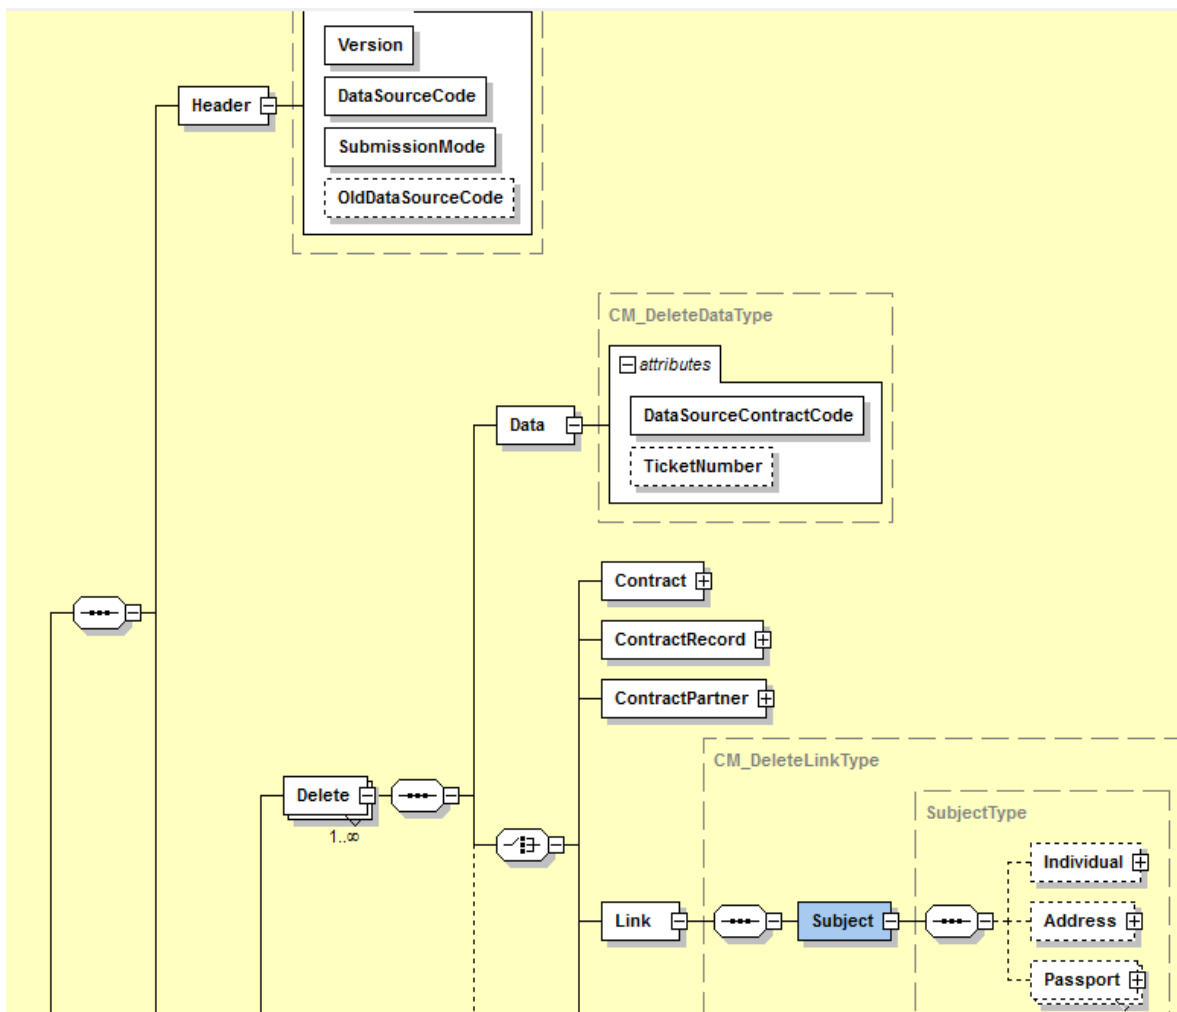 Version
Header
DataSourceCode
SubmissionMode
OldDataSourceCode
CM_DeleteDataType
attributes
DataSourceContractCode
Data
TicketNumber
Contract
ContractRecord
ContractPartner
CM_DeleteLinkType
Delete
1..∞
SubjectType
Individual
Link
Subject
Address
Passport